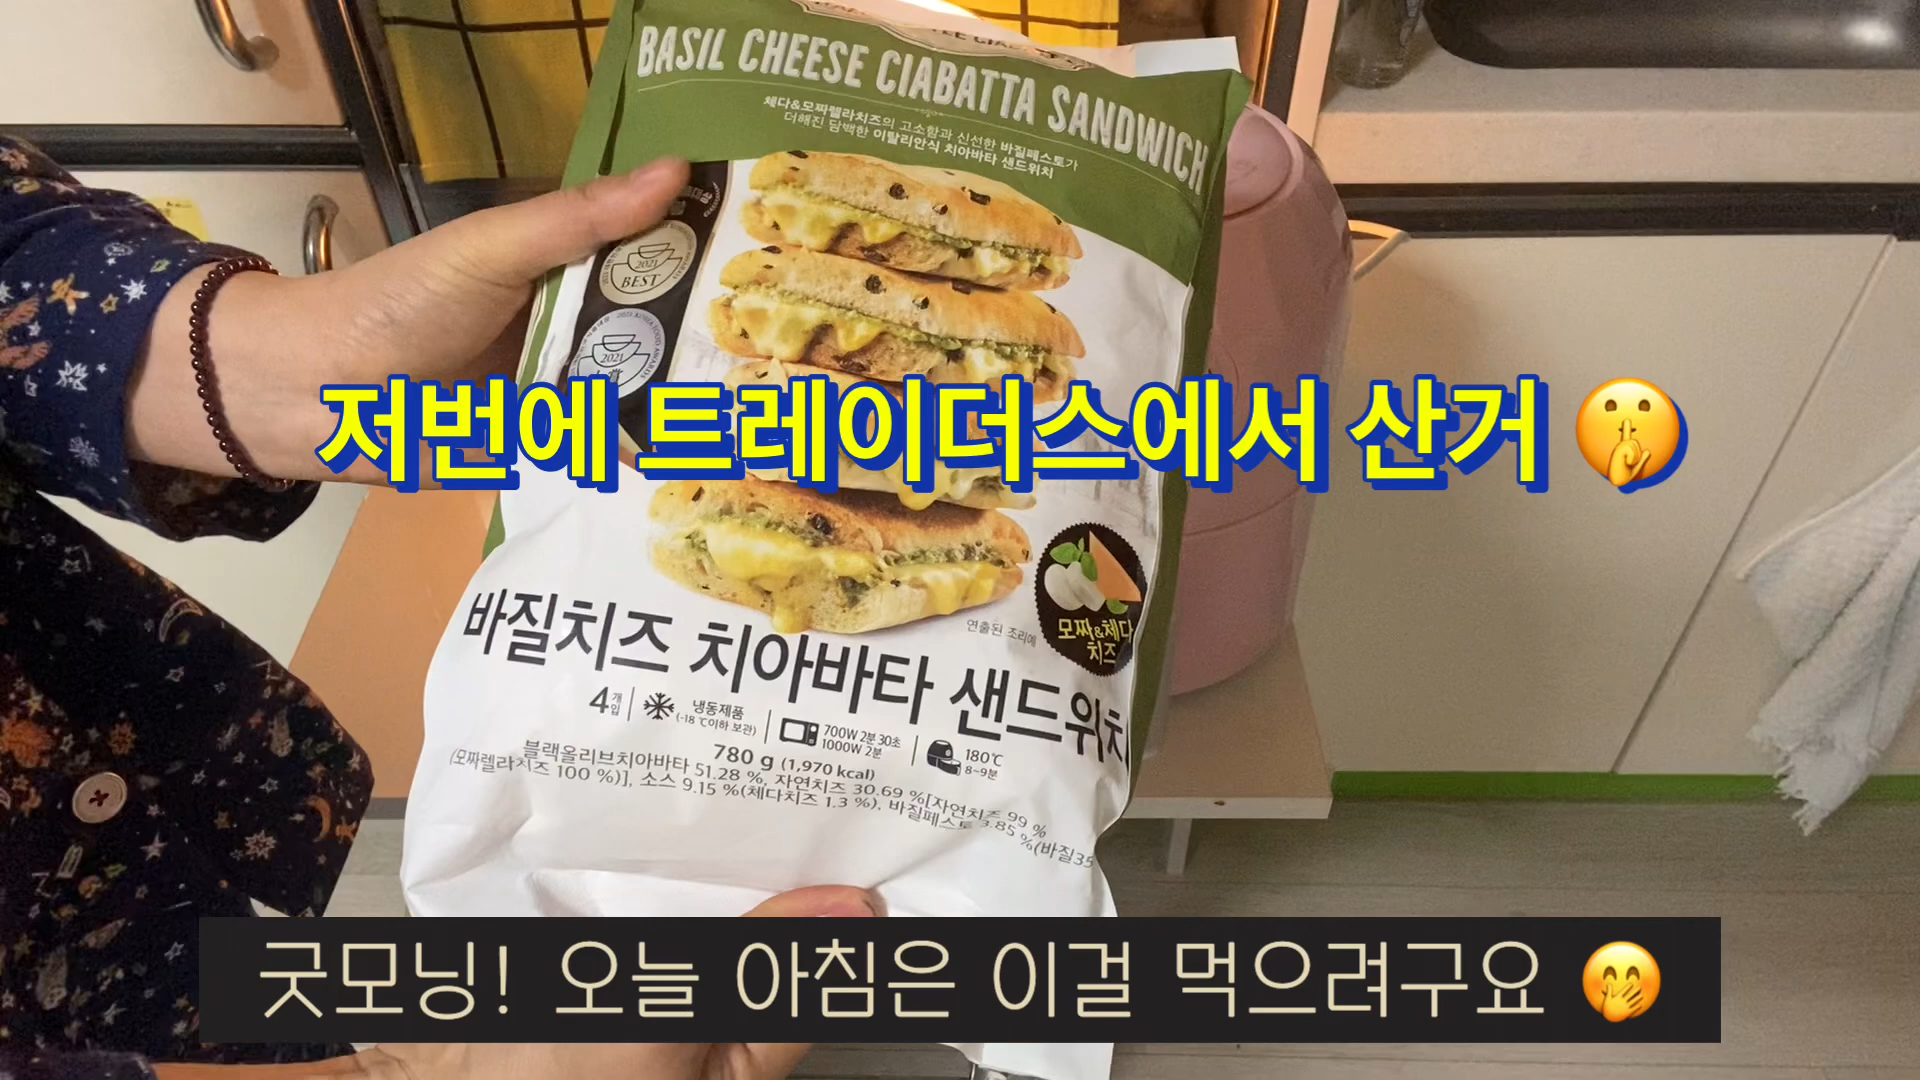 BASIL CHEESE CIABATTA SANDWICH
체다&모짜렐라치즈의 고소함과 신선한 바질페스토가
더해진 담백한 이탈리안식 치아바타 샌드위치
2021
BEST
2021
저번에 트레이더스에서 산거 🤫
연출된 조리예
모짜&체다
치즈
바질치즈 치아바타 샌드위치
4개입
냉동제품
(-18 ℃이하 보관)
700W 2분 30초
1000W 2분
180℃
8~9분
780 g (1,970 kcal)
블랙올리브치아바타 51.28 %, 자연치즈 30.69 %[자연치즈 99 %
(모짜렐라치즈 100 %)], 소스 9.15 %(체다치즈 1.3 %), 바질페스토 3.85 %(바질35
굿모닝! 오늘 아침은 이걸 먹으려구요 🤭